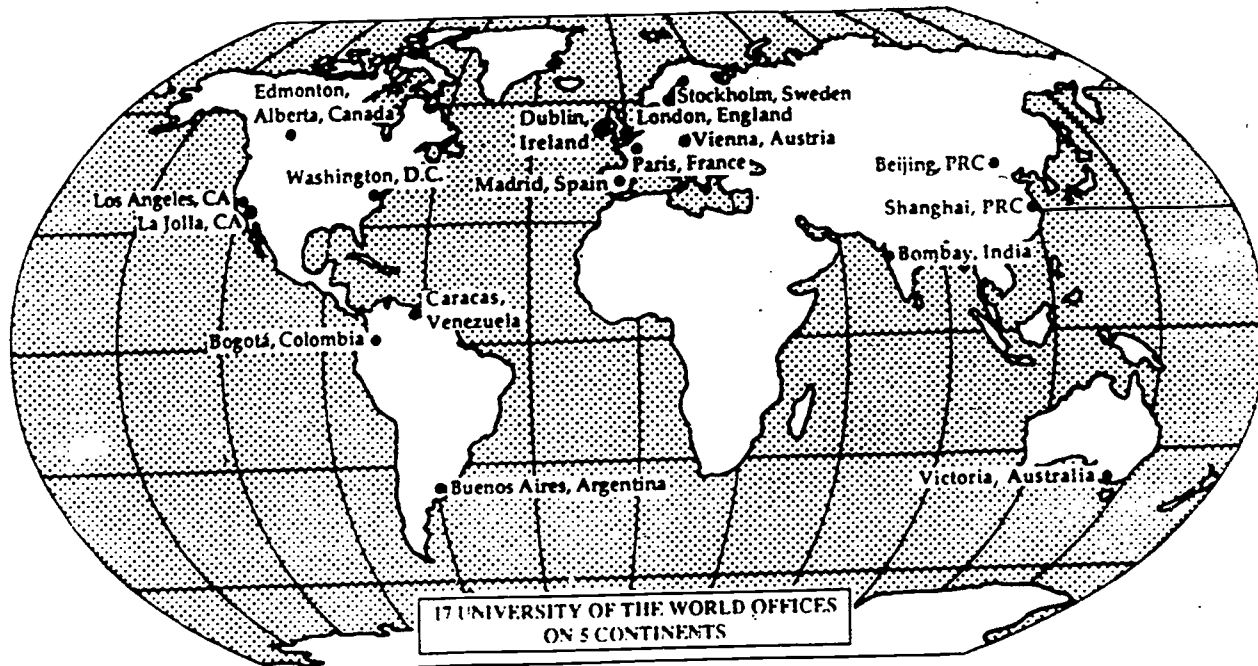 Edmonton,
Alberta, Canada
Stockholm, Sweden
Dublin,
Ireland
London, England
Vienna, Austria
Paris, France
Madrid, Spain
Washington, D.C.
Los Angeles, CA
La Jolla, CA
Beijing, PRC
Shanghai, PRC
Bombay, India
Caracas,
Venezuela
Bogotá, Colombia
Buenos Aires, Argentina
Victoria, Australia
17 UNIVERSITY OF THE WORLD OFFICES
ON 5 CONTINENTS